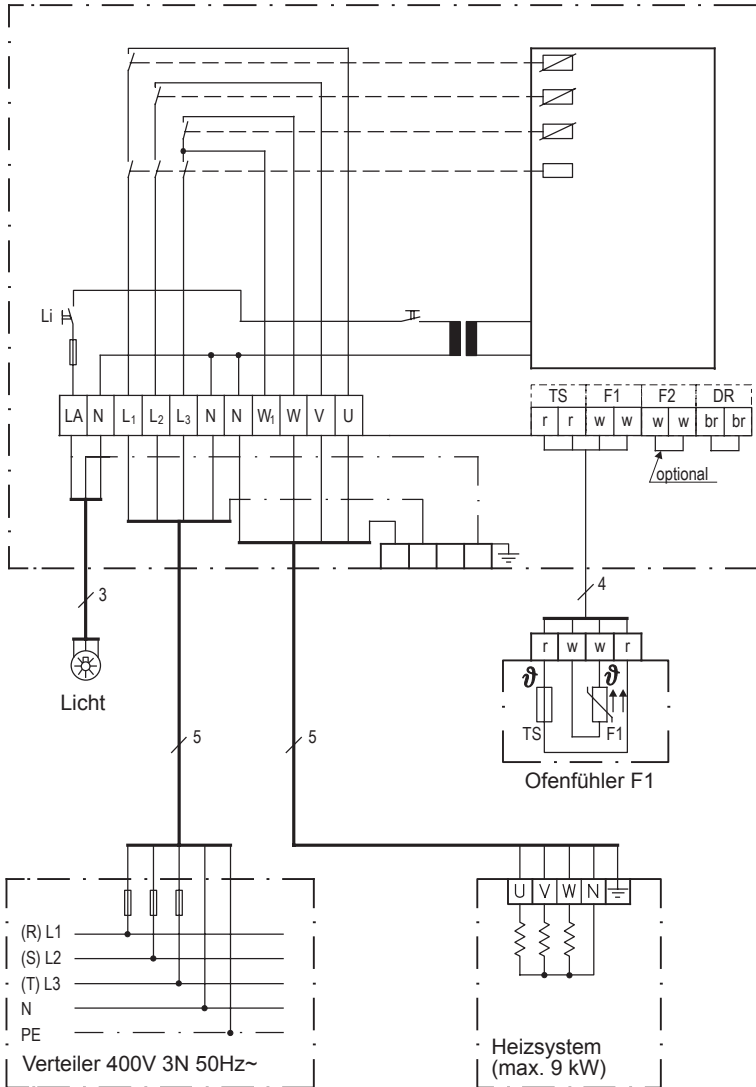 Li
TS F1 F2 DR
LA N L₁ L₂ L₃ N N W₁ W V U
r r w w w w br br
optional
3
4
Licht
r w w r
ϑ ϑ
TS F1
Ofenfühler F1
5 5
U V W N
(R) L1
(S) L2
(T) L3
N
PE
Verteiler 400V 3N 50Hz~
Heizsystem
(max. 9 kW)